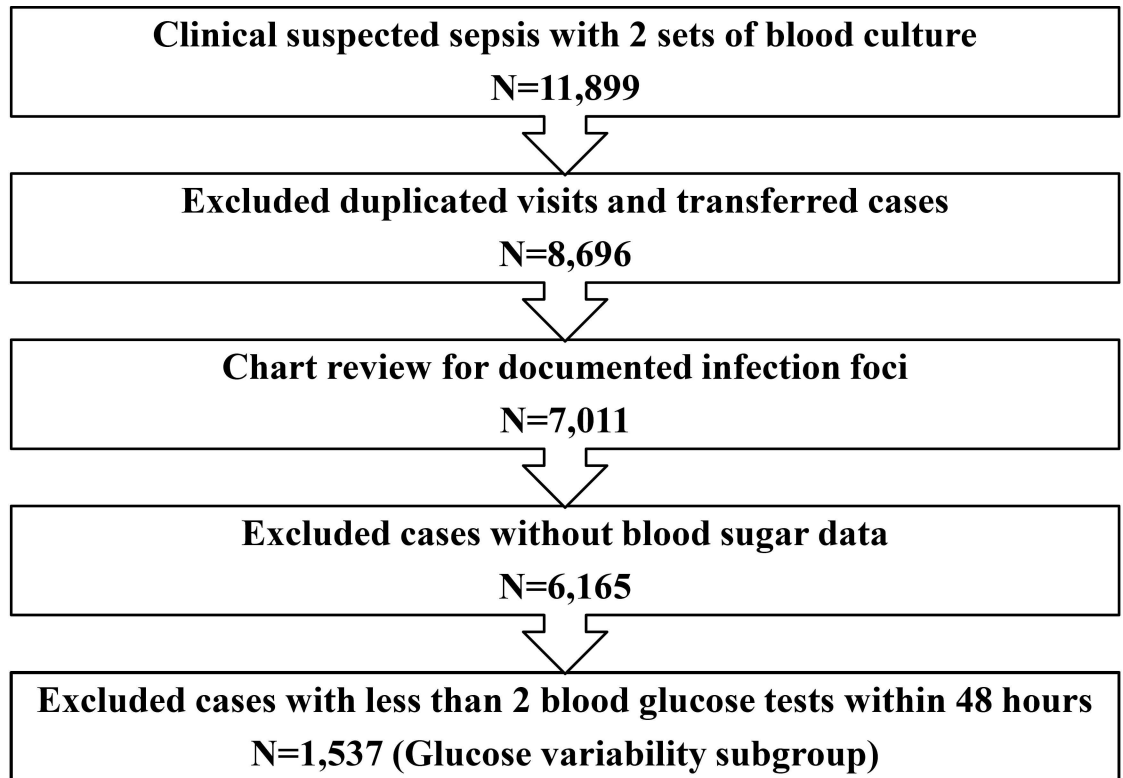 Clinical suspected sepsis with 2 sets of blood culture
N=11,899
Excluded duplicated visits and transferred cases
N=8,696
Chart review for documented infection foci
N=7,011
Excluded cases without blood sugar data
N=6,165
Excluded cases with less than 2 blood glucose tests within 48 hours
N=1,537 (Glucose variability subgroup)